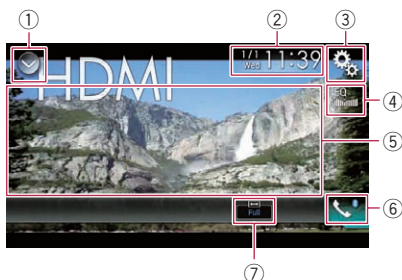 ① ② ③
HDMI
1/1 Wed 11:39
EQ
④
⑤
Full
⑥
⑦